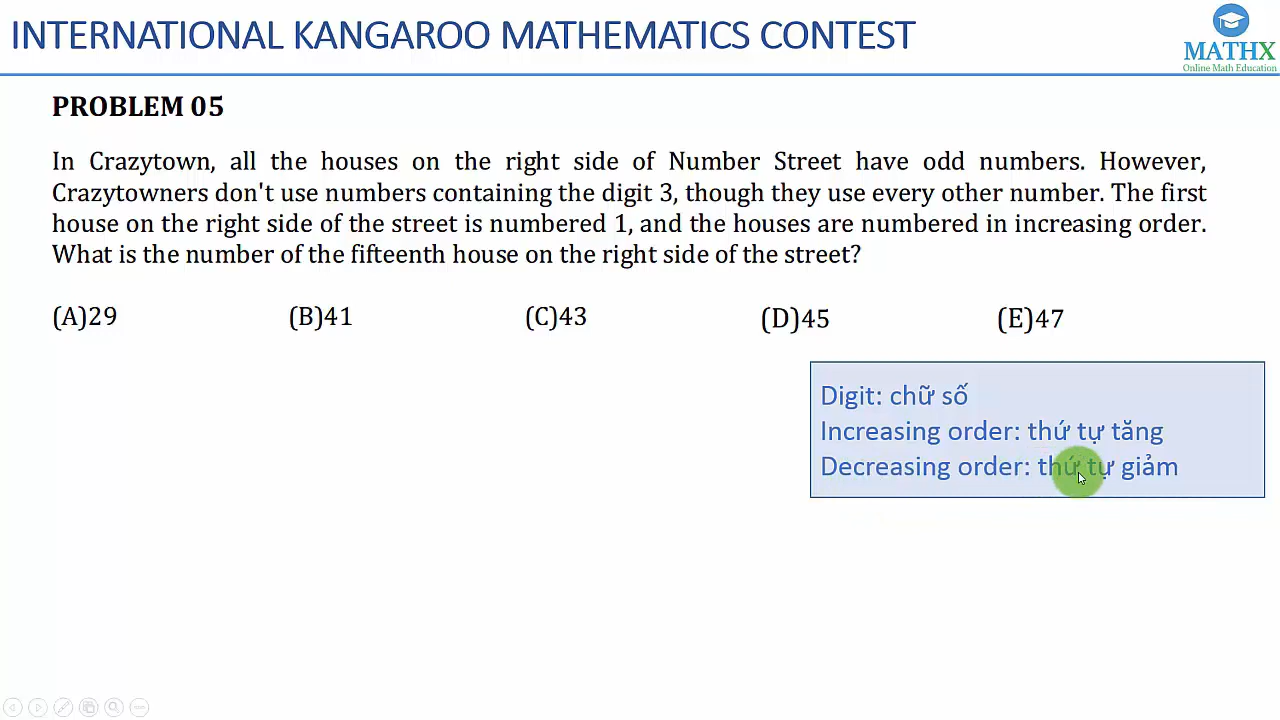 INTERNATIONAL KANGAROO MATHEMATICS CONTEST
MATHX
Online Math Education
PROBLEM 05
In Crazytown, all the houses on the right side of Number Street have odd numbers. However,
Crazytowners don't use numbers containing the digit 3, though they use every other number. The first
house on the right side of the street is numbered 1, and the houses are numbered in increasing order.
What is the number of the fifteenth house on the right side of the street?
(A)29 (B)41 (C)43 (D)45 (E)47
Digit: chữ số
Increasing order: thứ tự tăng
Decreasing order: thứ tự giảm